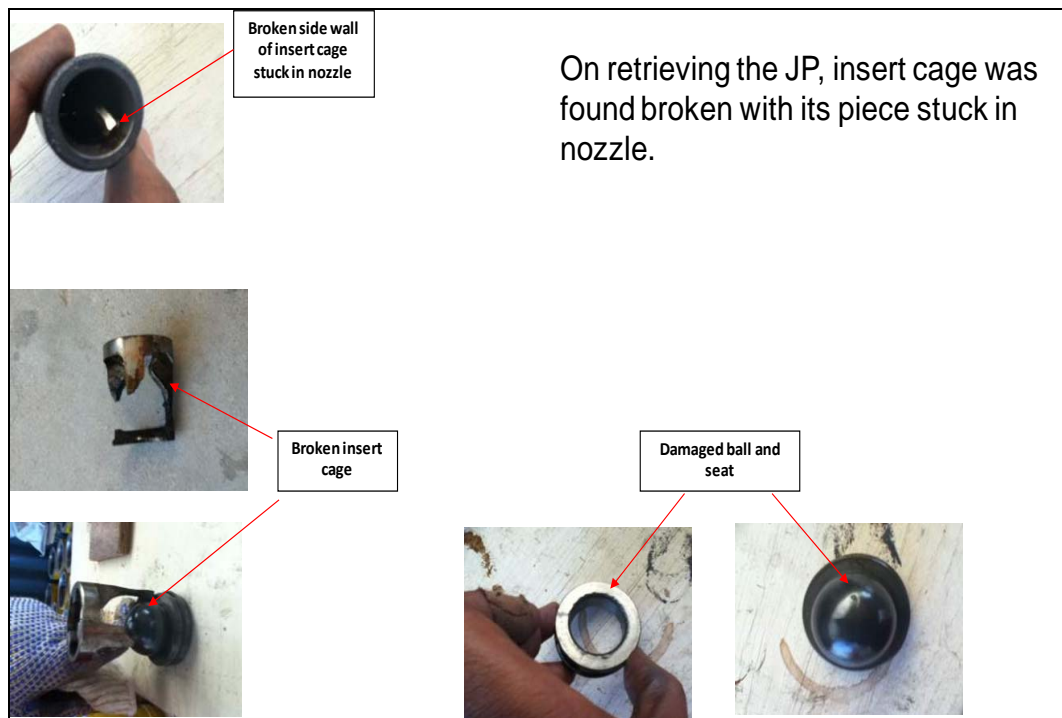 Broken side wall
of insert cage
stuck in nozzle
On retrieving the JP, insert cage was
found broken with its piece stuck in
nozzle.
Broken insert
cage
Damaged ball and
seat